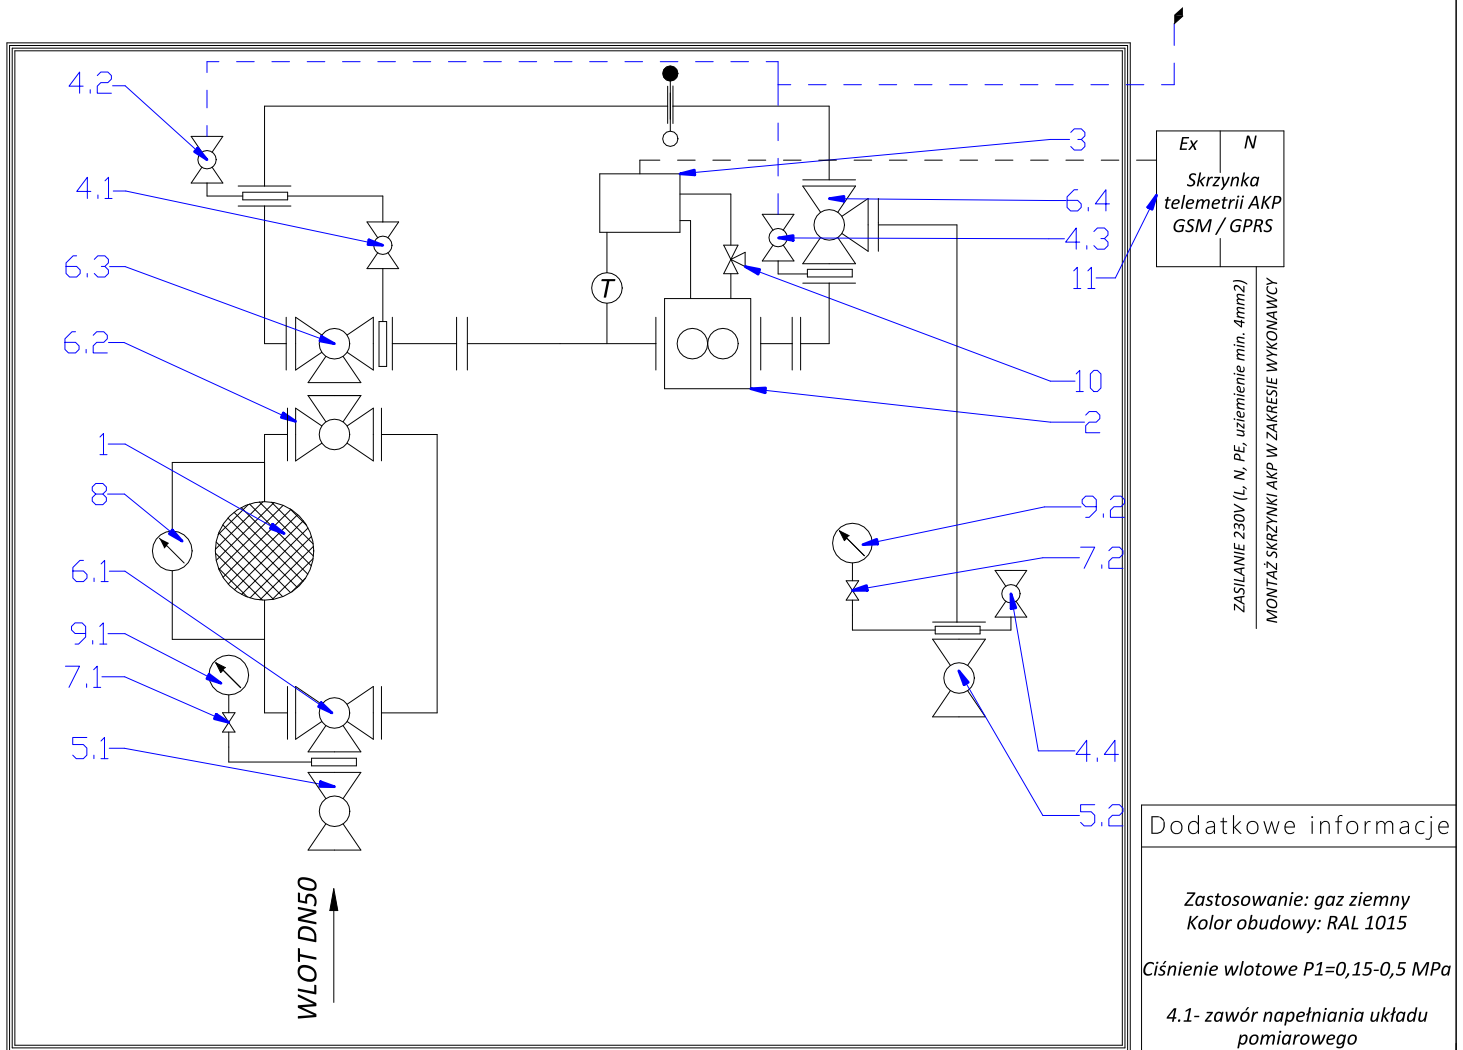 4.2
4.1
6.3
6.2
1
8
6.1
9.1
7.1
5.1
T
3
6.4
4.3
11
10
2
9.2
7.2
4.4
5.2
Ex N
Skrzynka
telemetrii AKP
GSM / GPRS
ZASILANIE 230V (L, N, PE, uziemienie min. 4mm2)
MONTAŻ SKRZYNKI AKP W ZAKRESIE WYKONAWCY
WLOT DN50
Dodatkowe informacje
Zastosowanie: gaz ziemny
Kolor obudowy: RAL 1015
Ciśnienie wlotowe P1=0,15-0,5 MPa
4.1- zawór napełniania układu
pomiarowego